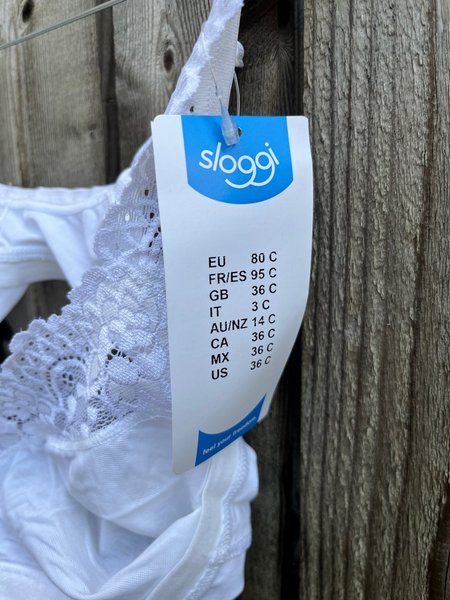 sloggi
EU 80 C
FR/ES 95 C
GB 36 C
IT 3 C
AU/NZ 14 C
CA 36 C
MX 36 C
US 36 C
feel your freedom